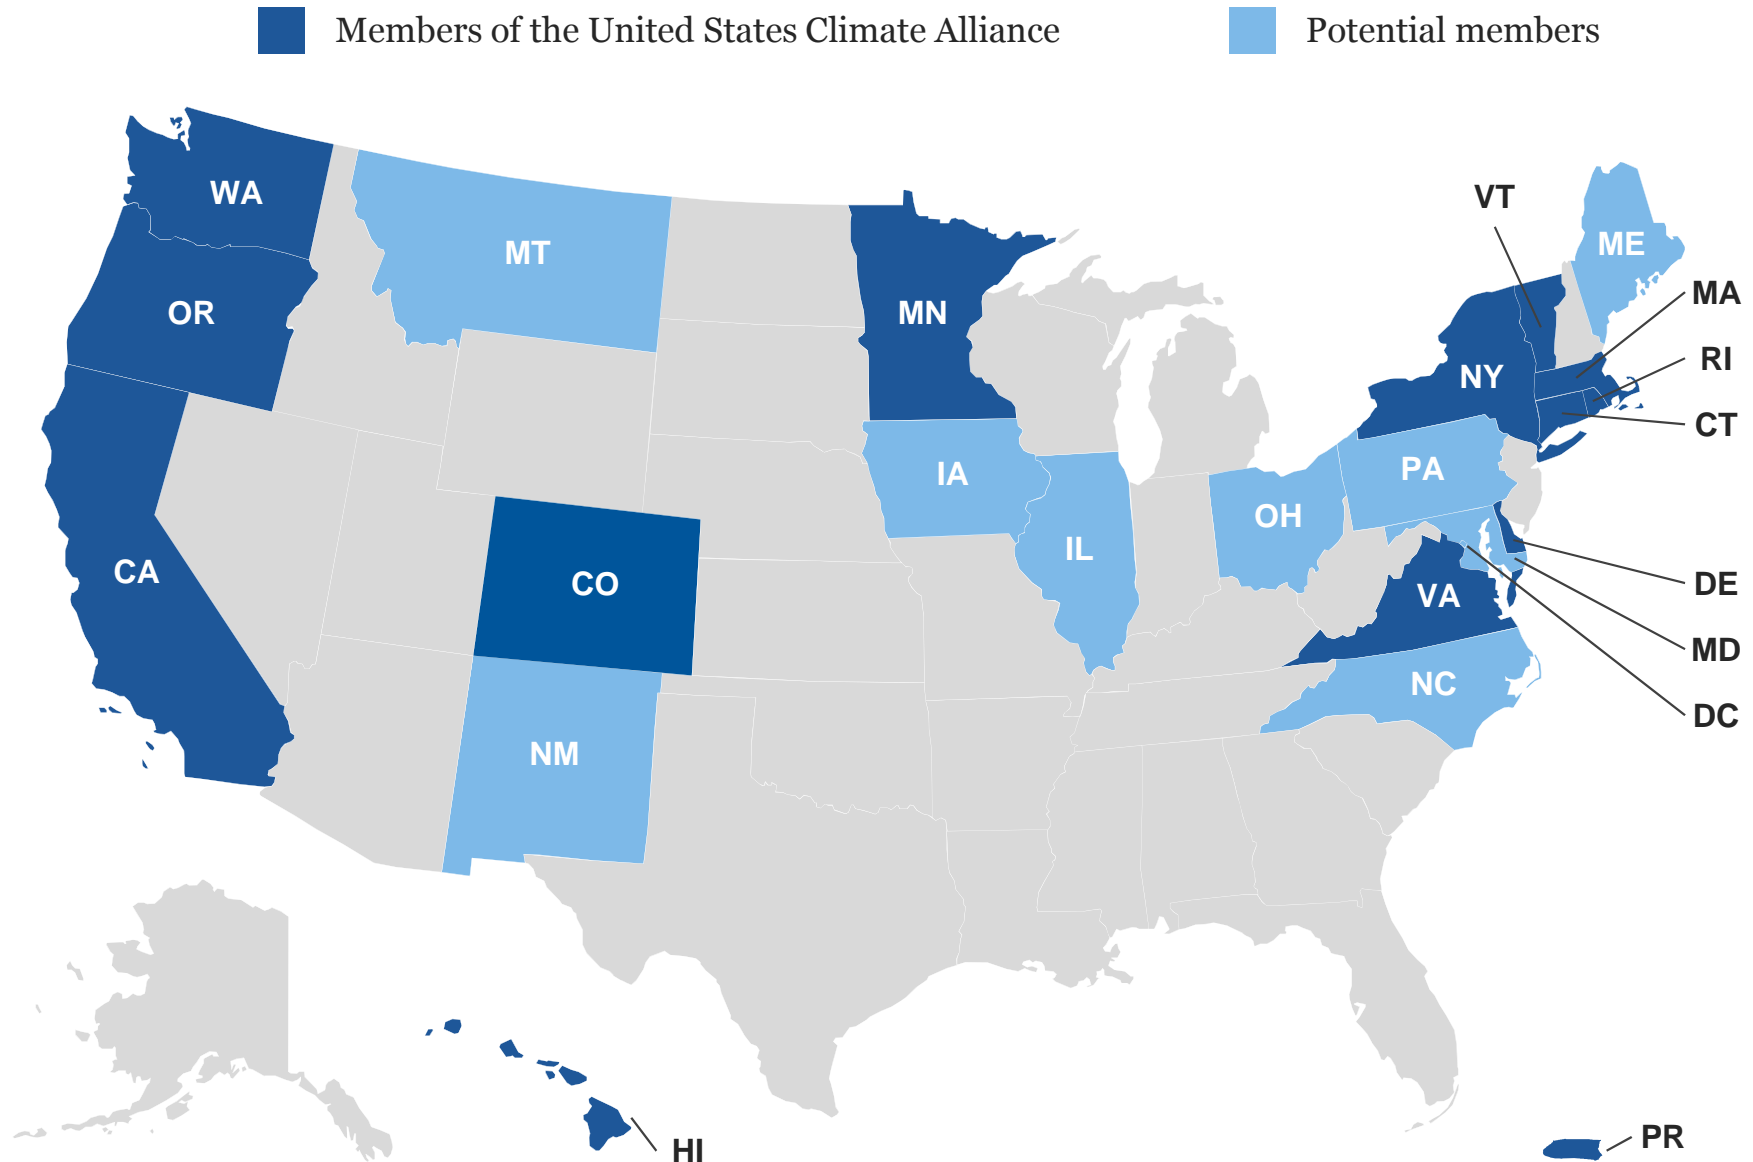 Members of the United States Climate Alliance
Potential members
WA
VT
ME
MT
MA
OR
MN
RI
NY
CT
PA
IA
OH
IL
CA
CO
DE
VA
MD
NC
DC
NM
PR
HI